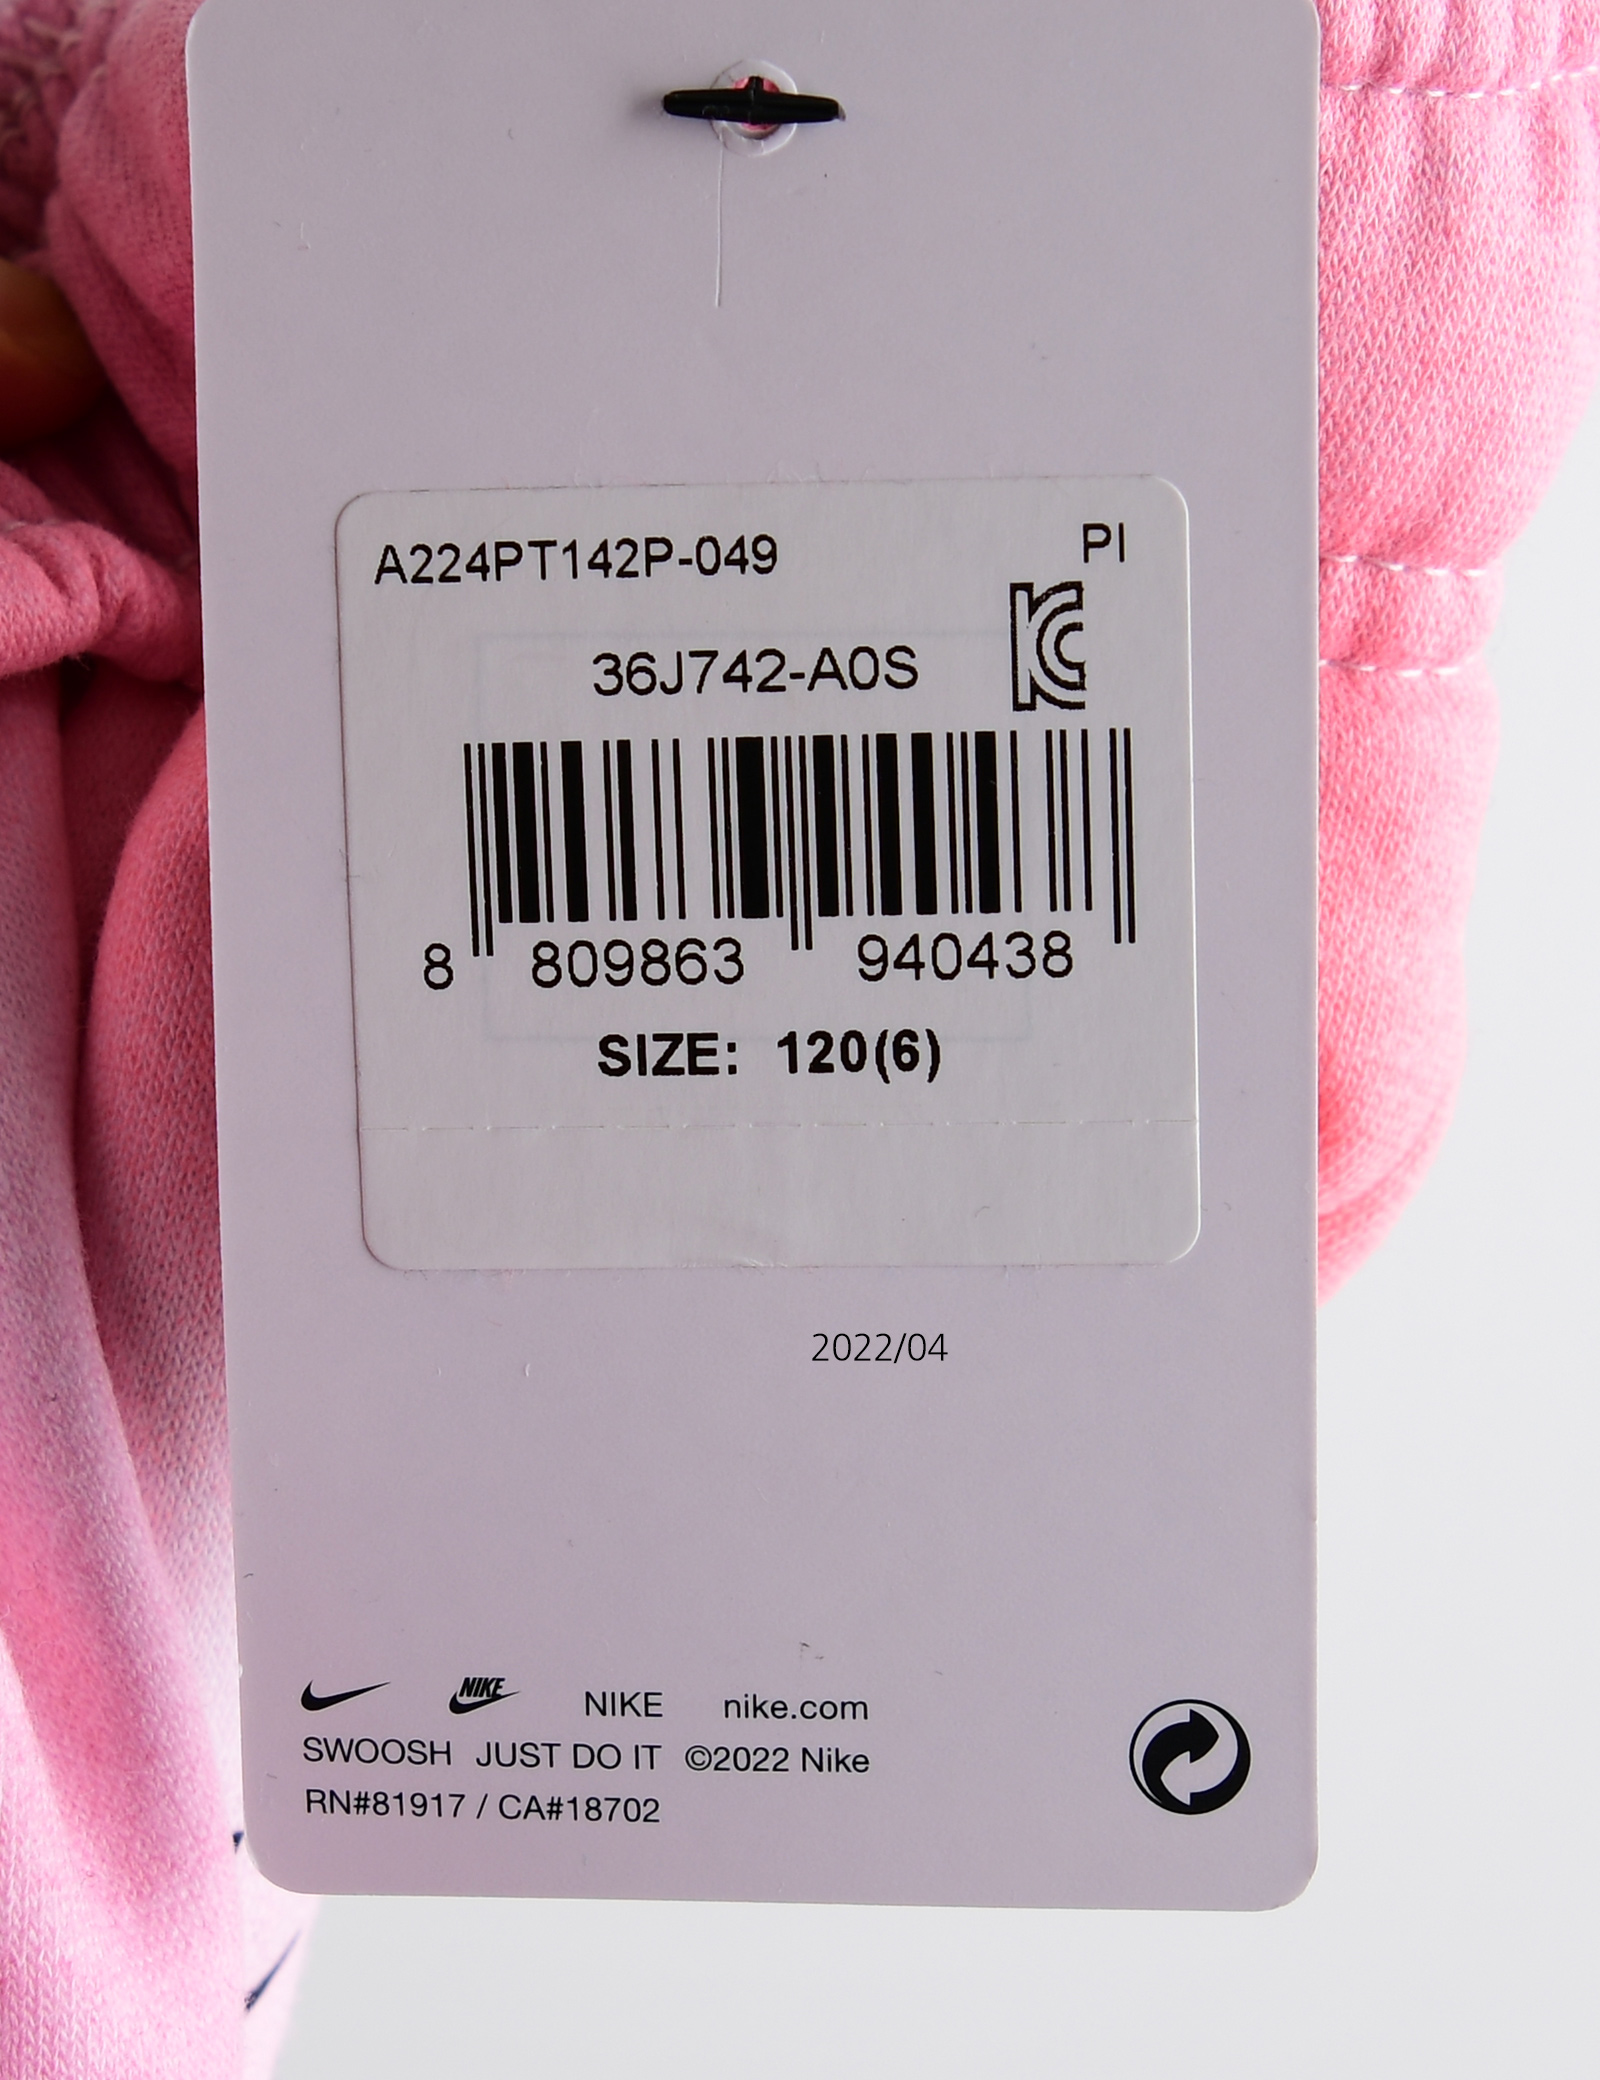 A224PT142P-049 PI
36J742-A0S
8 809863 940438
SIZE: 120(6)
2022/04
NIKE NIKE nike.com
SWOOSH JUST DO IT ©2022 Nike
RN#81917 / CA#18702